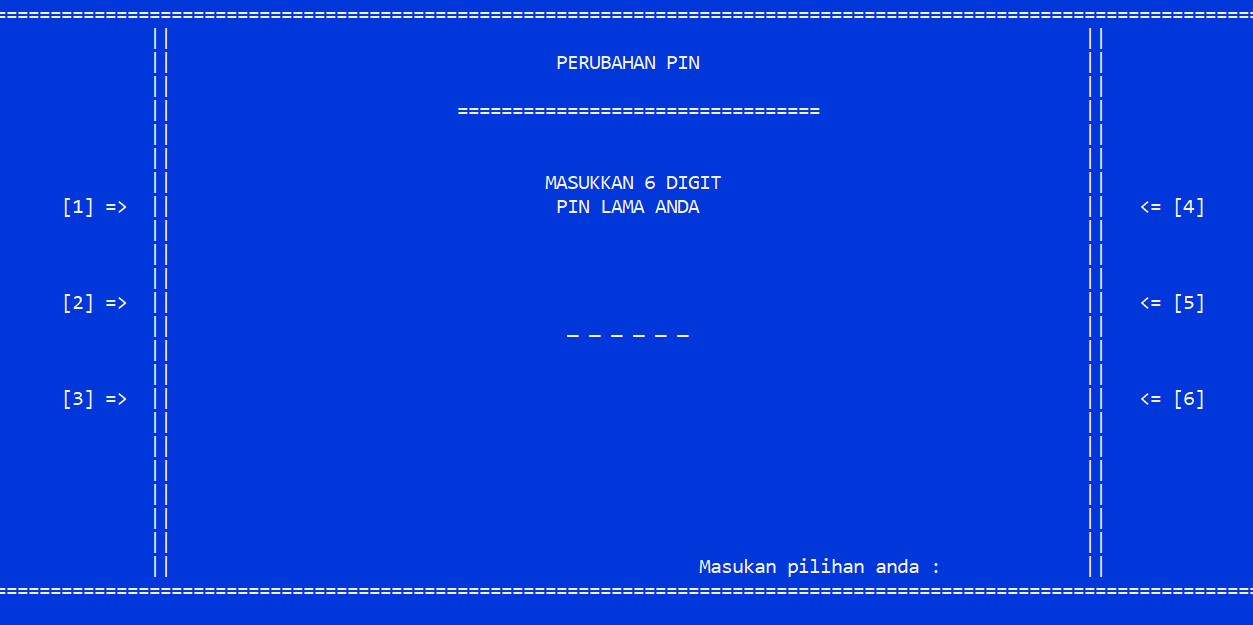 PERUBAHAN PIN
=================================
MASUKKAN 6 DIGIT
[1] => PIN LAMA ANDA <= [4]
[2] => <= [5]
_ _ _ _ _ _
[3] => <= [6]
Masukan pilihan anda :